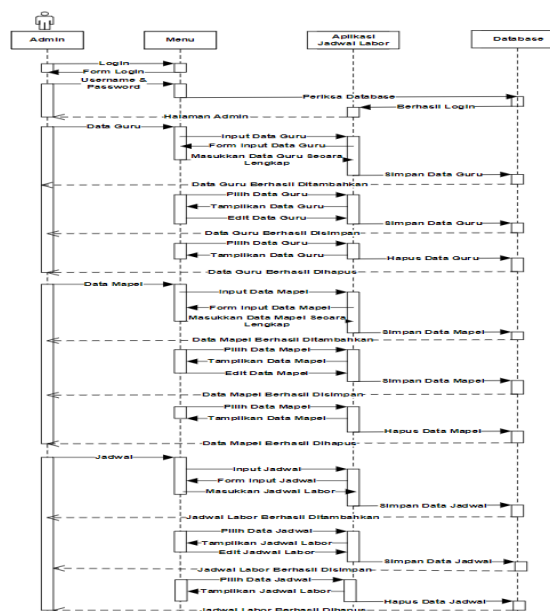 Admin
Menu
Aplikasi
Jadwal Labor
Database
Login
Form Login
Username &
Password
Periksa Database
Berhasil Login
Halaman Admin
Data Guru
Input Data Guru
Form Input Data Guru
Masukkan Data Guru Secara
Lengkap
Simpan Data Guru
Data Guru Berhasil Ditambahkan
Pilih Data Guru
Tampilkan Data Guru
Edit Data Guru
Simpan Data Guru
Data Guru Berhasil Disimpan
Pilih Data Guru
Tampilkan Data Guru
Hapus Data Guru
Data Guru Berhasil Dihapus
Data Mapel
Input Data Mapel
Form Input Data Mapel
Masukkan Data Mapel Secara
Lengkap
Simpan Data Mapel
Data Mapel Berhasil Ditambahkan
Pilih Data Mapel
Tampilkan Data Mapel
Edit Data Mapel
Simpan Data Mapel
Data Mapel Berhasil Disimpan
Pilih Data Mapel
Tampilkan Data Mapel
Hapus Data Mapel
Data Mapel Berhasil Dihapus
Jadwal
Input Jadwal
Form Input Jadwal
Masukkan Jadwal Labor
Simpan Data Jadwal
Jadwal Labor Berhasil Ditambahkan
Pilih Data Jadwal
Tampilkan Jadwal Labor
Edit Jadwal Labor
Simpan Data Jadwal
Jadwal Labor Berhasil Disimpan
Pilih Data Jadwal
Tampilkan Jadwal Labor
Hapus Data Jadwal
Jadwal Labor Berhasil Dihapus